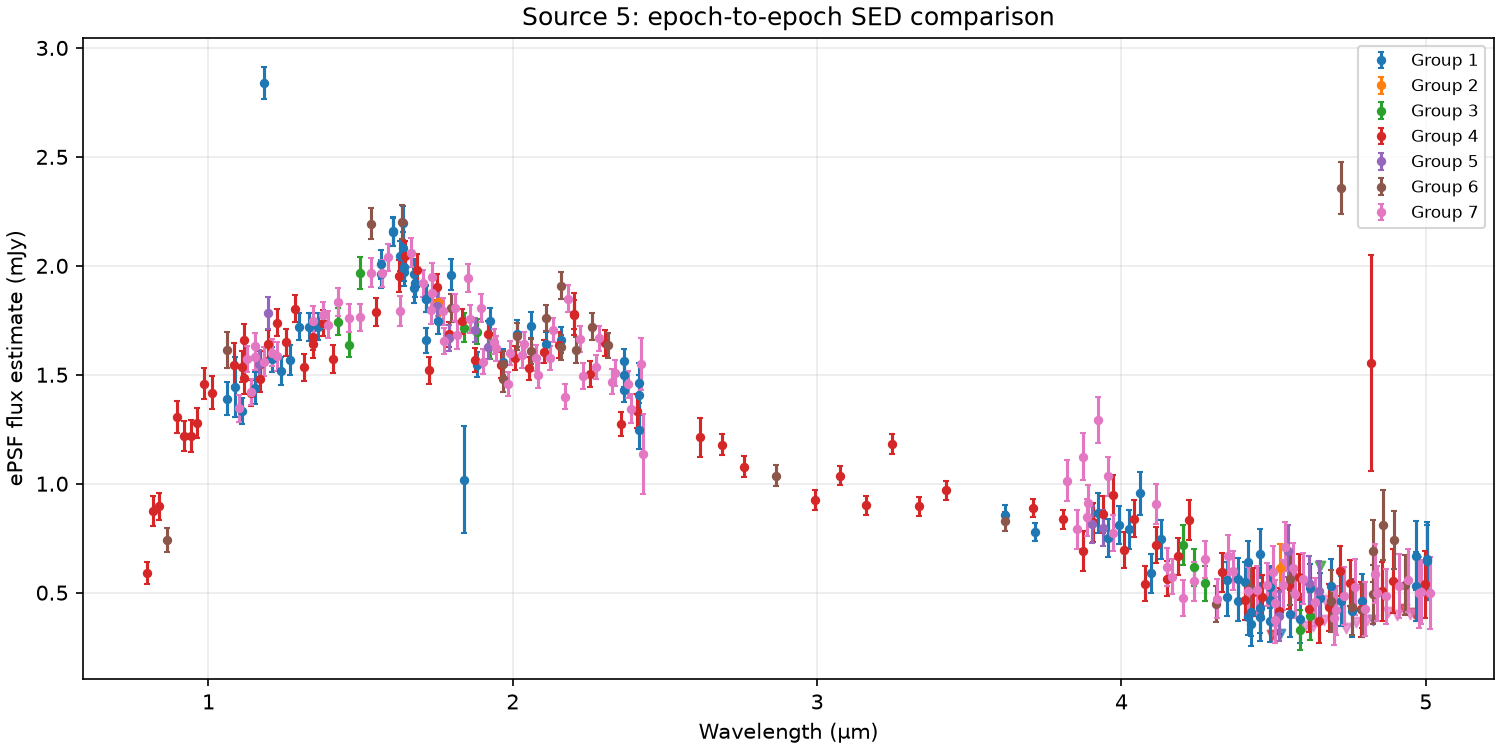 Source 5: epoch-to-epoch SED comparison
ePSF flux estimate (mJy)
3.0
2.5
2.0
1.5
1.0
0.5
1
2
3
4
5
Wavelength (μm)
Group 1
Group 2
Group 3
Group 4
Group 5
Group 6
Group 7